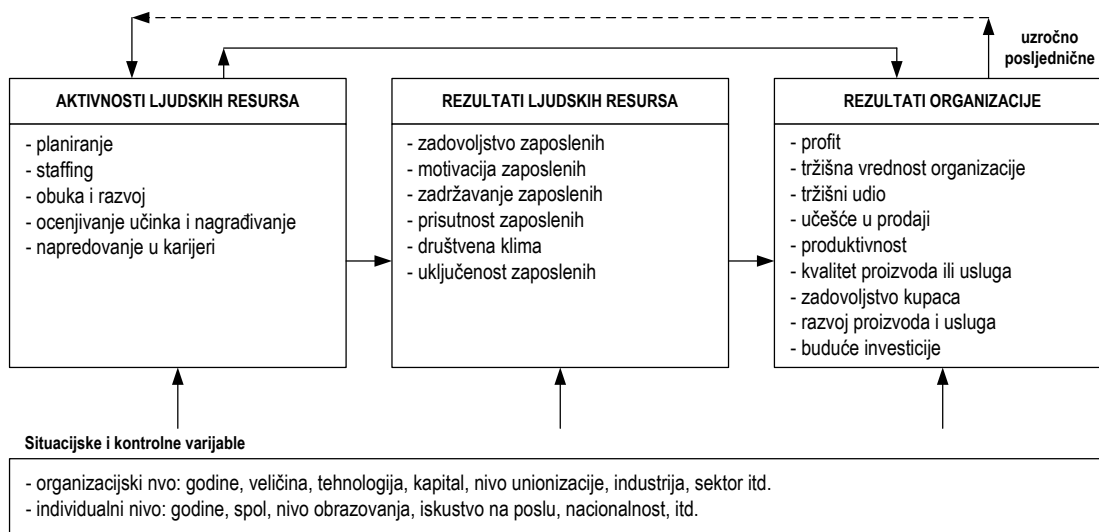 uzročno
posljednične
AKTIVNOSTI LJUDSKIH RESURSA
- planiranje
- staffing
- obuka i razvoj
- ocenjivanje učinka i nagrađivanje
- napredovanje u karijeri
REZULTATI LJUDSKIH RESURSA
- zadovoljstvo zaposlenih
- motivacija zaposlenih
- zadržavanje zaposlenih
- prisutnost zaposlenih
- društvena klima
- uključenost zaposlenih
REZULTATI ORGANIZACIJE
- profit
- tržišna vrednost organizacije
- tržišni udio
- učešće u prodaji
- produktivnost
- kvalitet proizvoda ili usluga
- zadovoljstvo kupaca
- razvoj proizvoda i usluga
- buduće investicije
Situacijske i kontrolne varijable
- organizacijski nvo: godine, veličina, tehnologija, kapital, nivo unionizacije, industrija, sektor itd.
- individualni nivo: godine, spol, nivo obrazovanja, iskustvo na poslu, nacionalnost, itd.